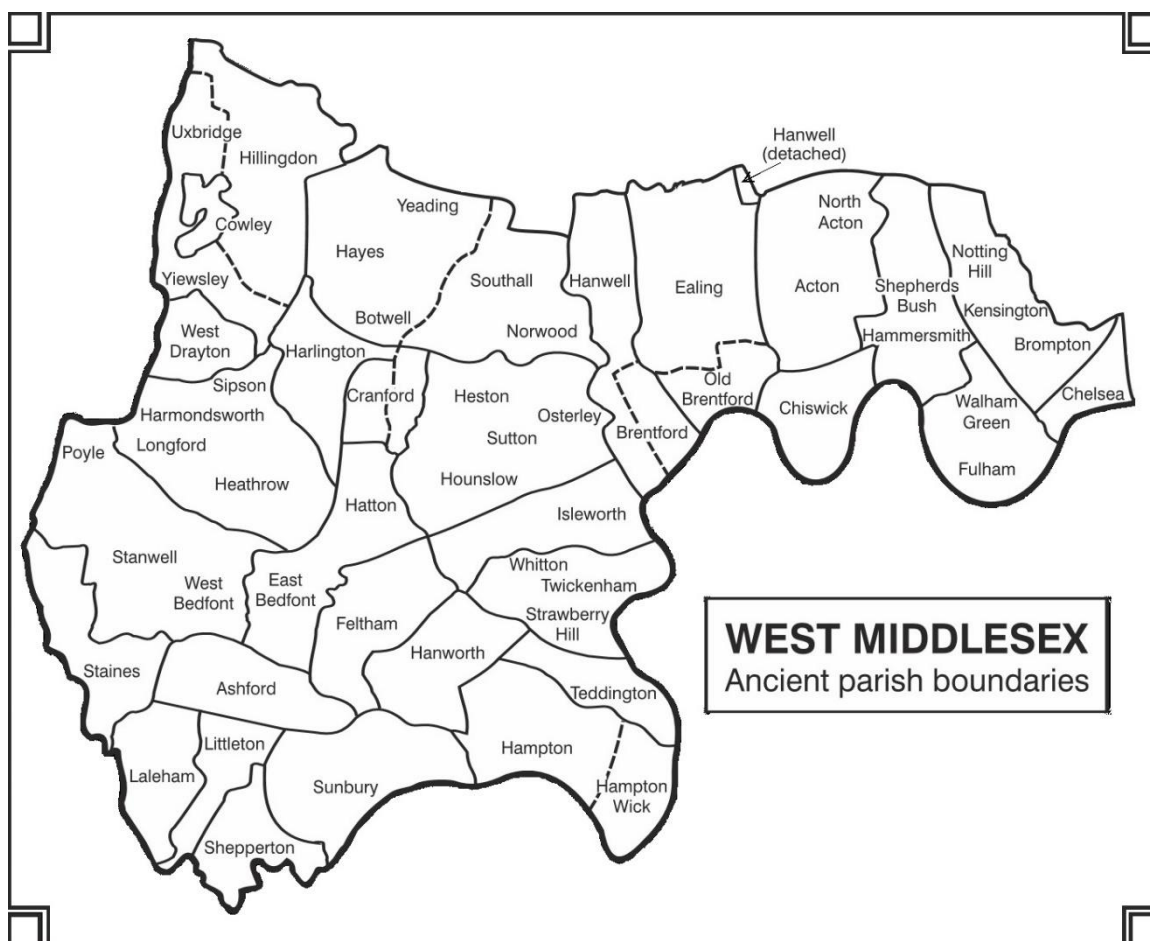 Hanwell
(detached)
Uxbridge
Hillingdon
Cowley
Yiewsley
Yeading
Hayes
Botwell
Southall
Norwood
Hanwell
Ealing
North
Acton
Acton
Notting
Hill
Shepherds
Bush
Kensington
Hammersmith
Brompton
Chelsea
West
Drayton
Harlington
Sipson
Cranford
Harmondsworth
Longford
Heathrow
Poyle
Heston
Osterley
Sutton
Hounslow
Brentford
Old
Brentford
Chiswick
Walham
Green
Fulham
Hatton
Isleworth
Stanwell
West
Bedfont
East
Bedfont
Whitton
Twickenham
Strawberry
Hill
Feltham
Hanworth
Staines
Ashford
Teddington
Littleton
Laleham
Sunbury
Hampton
Hampton
Wick
Shepperton
WEST MIDDLESEX
Ancient parish boundaries